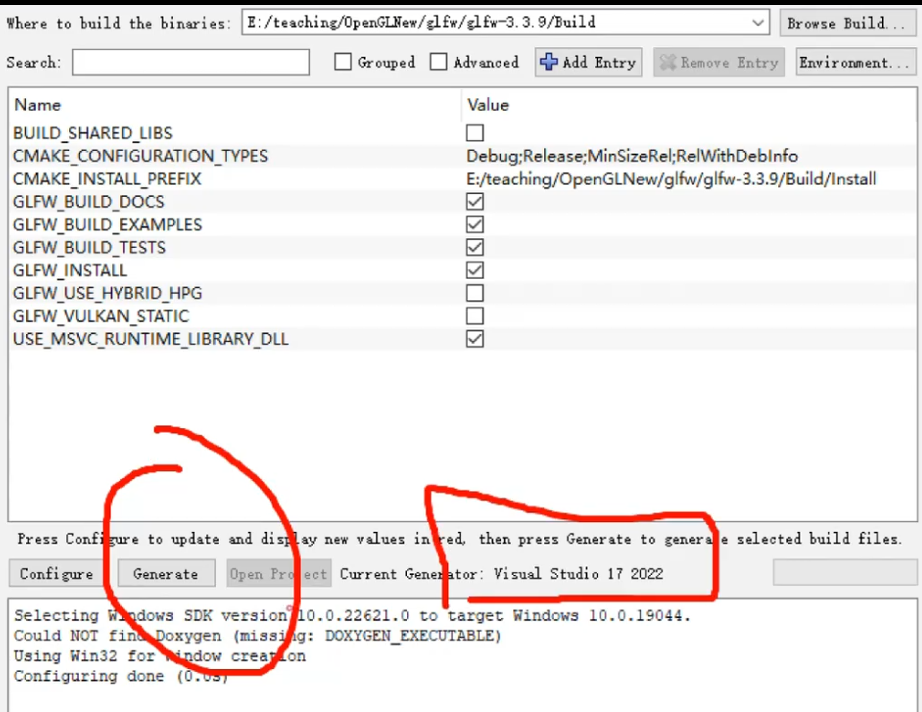 Where to build the binaries: E:/teaching/OpenGLNew/glfw/glfw-3.3.9/Build Browse Build...
Search: Grouped Advanced Add Entry Remove Entry Environment...
Name Value
BUILD_SHARED_LIBS
CMAKE_CONFIGURATION_TYPES Debug;Release;MinSizeRel;RelWithDebInfo
CMAKE_INSTALL_PREFIX E:/teaching/OpenGLNew/glfw/glfw-3.3.9/Build/Install
GLFW_BUILD_DOCS
GLFW_BUILD_EXAMPLES
GLFW_BUILD_TESTS
GLFW_INSTALL
GLFW_USE_HYBRID_HPG
GLFW_VULKAN_STATIC
USE_MSVC_RUNTIME_LIBRARY_DLL
Press Configure to update and display new values in red, then press Generate to generate selected build files.
Configure Generate Open Project Current Generator: Visual Studio 17 2022
Selecting Windows SDK version 10.0.22621.0 to target Windows 10.0.19044.
Could NOT find Doxygen (missing: DOXYGEN_EXECUTABLE)
Using Win32 for window creation
Configuring done (0.0s)